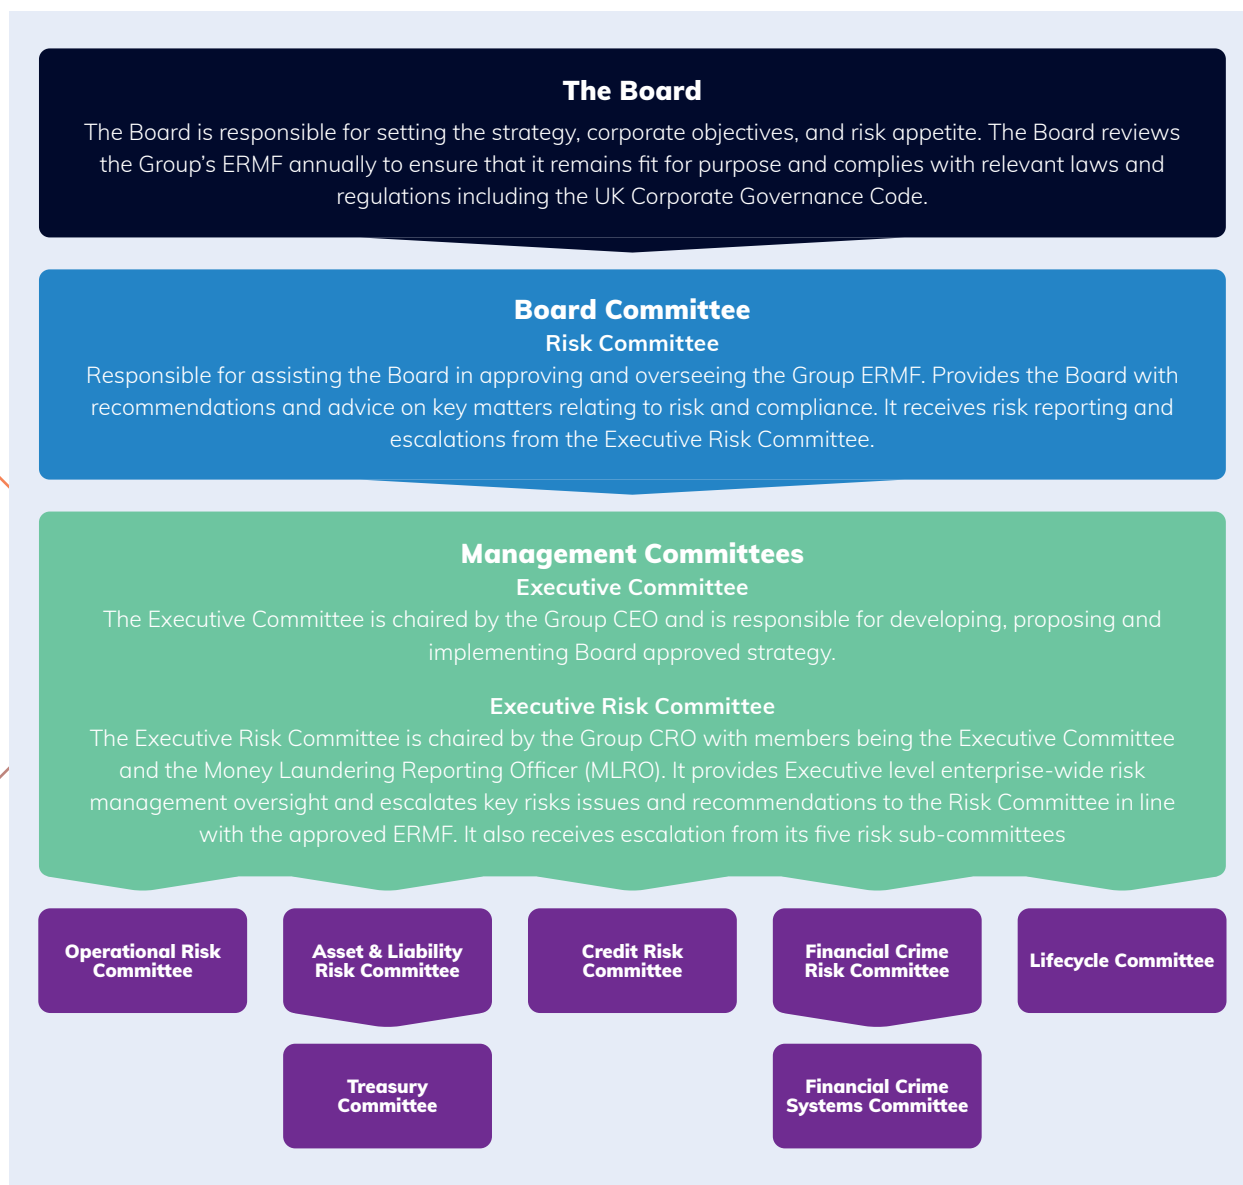 The Board
The Board is responsible for setting the strategy, corporate objectives, and risk appetite. The Board reviews
the Group’s ERMF annually to ensure that it remains fit for purpose and complies with relevant laws and
regulations including the UK Corporate Governance Code.
Board Committee
Risk Committee
Responsible for assisting the Board in approving and overseeing the Group ERMF. Provides the Board with
recommendations and advice on key matters relating to risk and compliance. It receives risk reporting and
escalations from the Executive Risk Committee.
Management Committees
Executive Committee
The Executive Committee is chaired by the Group CEO and is responsible for developing, proposing and
implementing Board approved strategy.
Executive Risk Committee
The Executive Risk Committee is chaired by the Group CRO with members being the Executive Committee
and the Money Laundering Reporting Officer (MLRO). It provides Executive level enterprise-wide risk
management oversight and escalates key risks issues and recommendations to the Risk Committee in line
with the approved ERMF. It also receives escalation from its five risk sub-committees
Operational Risk
Committee
Asset & Liability
Risk Committee
Credit Risk
Committee
Financial Crime
Risk Committee
Lifecycle Committee
Treasury
Committee
Financial Crime
Systems Committee